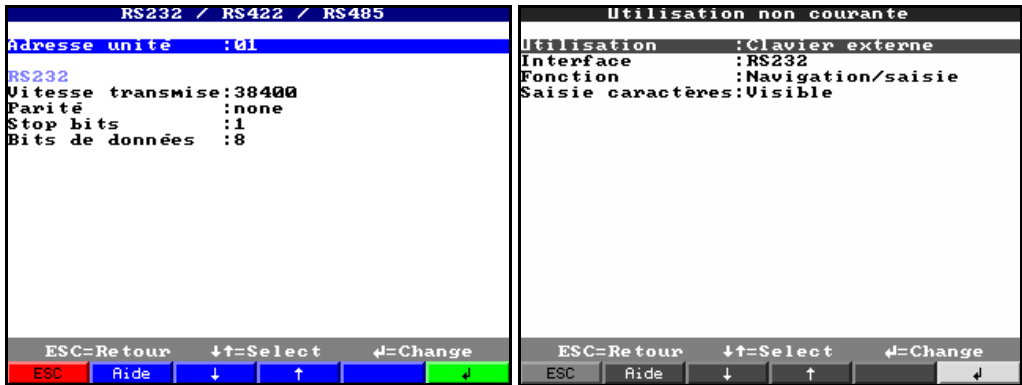 RS232 / RS422 / RS485
Adresse unité :01
RS232
Vitesse transmise:38400
Parité :none
Stop bits :1
Bits de données :8
ESC=Retour ↓↑=Select ↵=Change
ESC Aide ↓ ↑ ↵
Utilisation non courante
Utilisation :Clavier externe
Interface :RS232
Fonction :Navigation/saisie
Saisie caractères:Visible
ESC=Retour ↓↑=Select ↵=Change
ESC Aide ↓ ↑ ↵